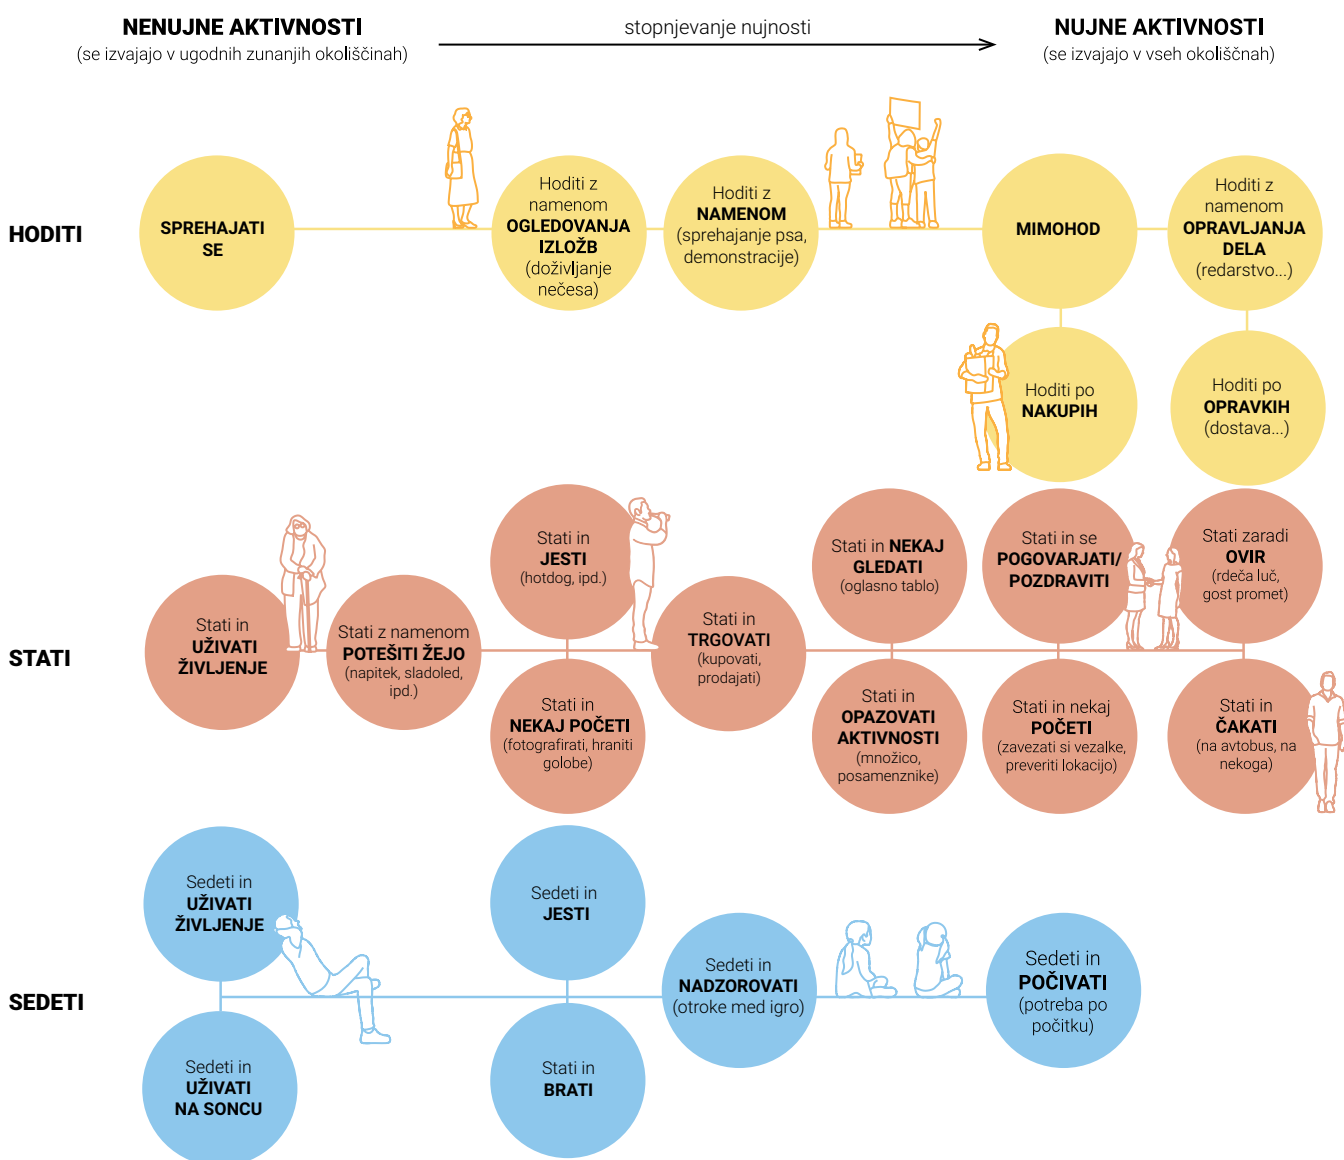 NENUJNE AKTIVNOSTI
(se izvajajo v ugodnih zunanjih okoliščinah)
stopnjevanje nujnosti
NUJNE AKTIVNOSTI
(se izvajajo v vseh okoliščnah)
HODITI
SPREHAJATI
SE
Hoditi z
namenom
OGLEDOVANJA
IZLOŽB
(doživljanje
nečesa)
Hoditi z
NAMENOM
(sprehajanje psa,
demonstracije)
MIMOHOD
Hoditi z
namenom
OPRAVLJANJA
DELA
(redarstvo...)
Hoditi po
NAKUPIH
Hoditi po
OPRAVKIH
(dostava...)
STATI
Stati in
UŽIVATI
ŽIVLJENJE
Stati z namenom
POTEŠITI ŽEJO
(napitek, sladoled,
ipd.)
Stati in
JESTI
(hotdog, ipd.)
Stati in
NEKAJ POČETI
(fotografirati, hraniti
golobe)
Stati in
TRGOVATI
(kupovati,
prodajati)
Stati in NEKAJ
GLEDATI
(oglasno tablo)
Stati in
OPAZOVATI
AKTIVNOSTI
(množico,
posamenznike)
Stati in se
POGOVARJATI/
POZDRAVITI
Stati in nekaj
POČETI
(zavezati si vezalke,
preveriti lokacijo)
Stati zaradi
OVIR
(rdeča luč,
gost promet)
Stati in
ČAKATI
(na avtobus, na
nekoga)
SEDETI
Sedeti in
UŽIVATI
ŽIVLJENJE
Sedeti in
UŽIVATI
NA SONCU
Sedeti in
JESTI
Stati in
BRATI
Sedeti in
NADZOROVATI
(otroke med igro)
Sedeti in
POČIVATI
(potreba po
počitku)